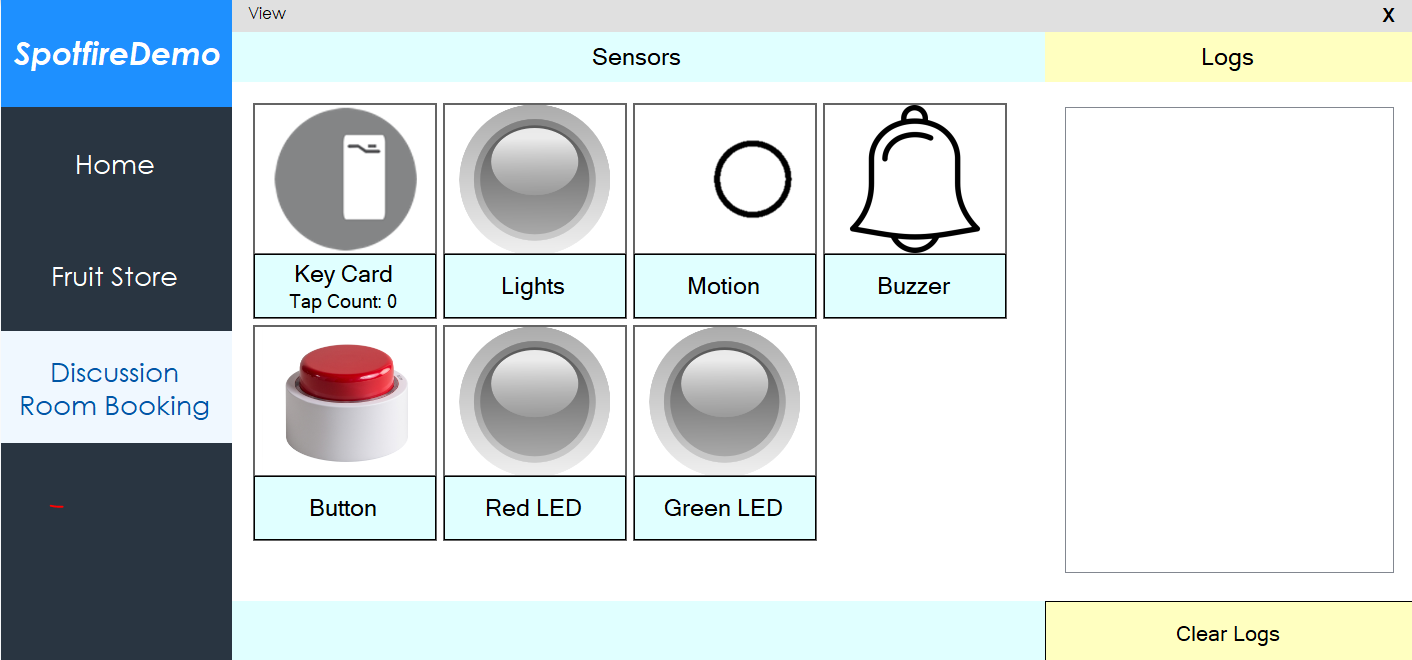 View
X
SpotfireDemo
Home
Fruit Store
Discussion
Room Booking
Sensors
Key Card
Tap Count: 0
Lights
Motion
Buzzer
Button
Red LED
Green LED
Logs
Clear Logs